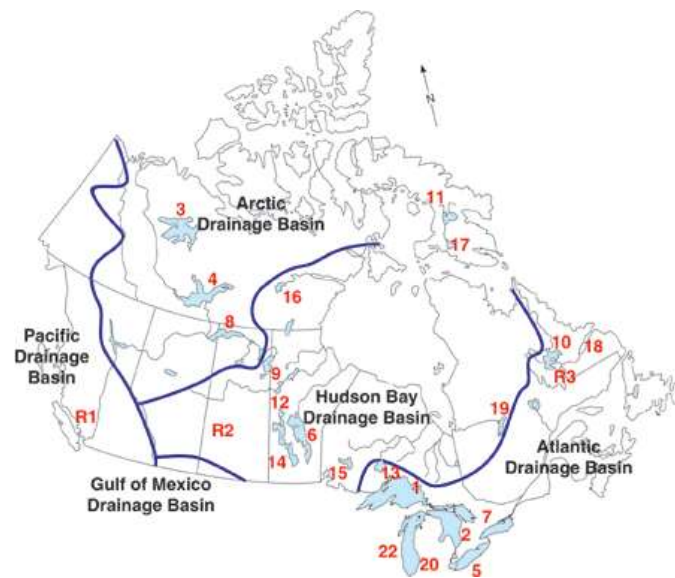 N
3
Arctic
Drainage Basin
11
17
4
16
8
Pacific
Drainage
Basin
10
18
R3
9
12
Hudson Bay
Drainage Basin
R1
R2
6
19
14
15
13
1
Atlantic
Drainage Basin
Gulf of Mexico
Drainage Basin
7
2
22
20
5